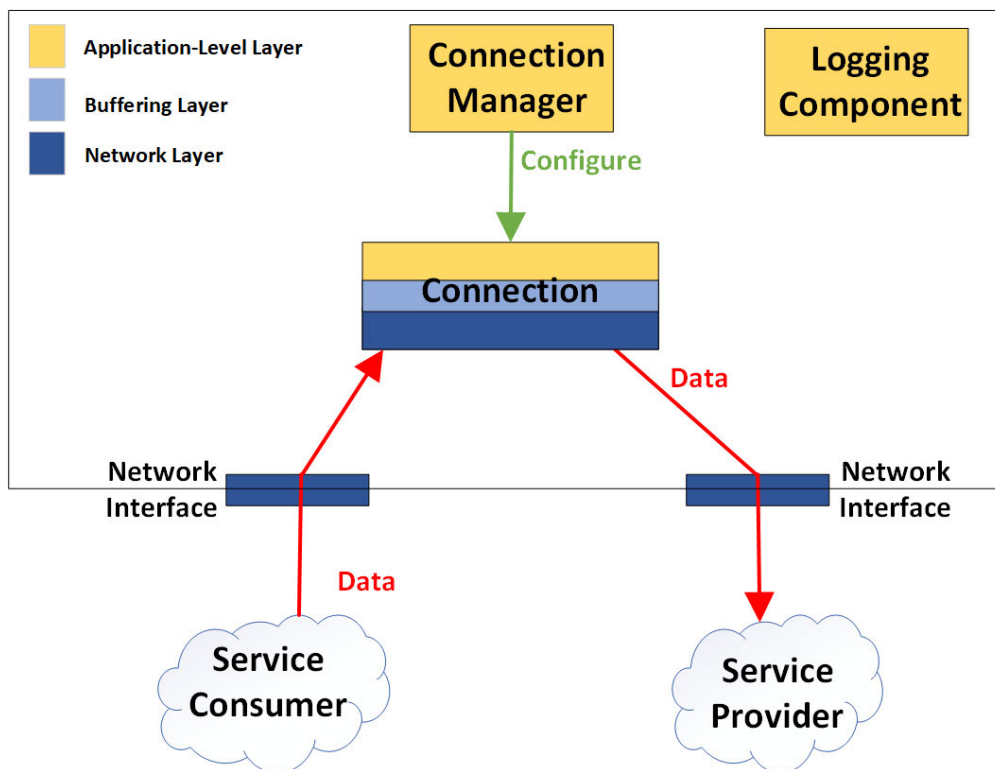 Application-Level Layer
Buffering Layer
Network Layer
Connection
Manager
Logging
Component
Configure
Connection
Data
Network
Interface
Network
Interface
Data
Service
Consumer
Service
Provider